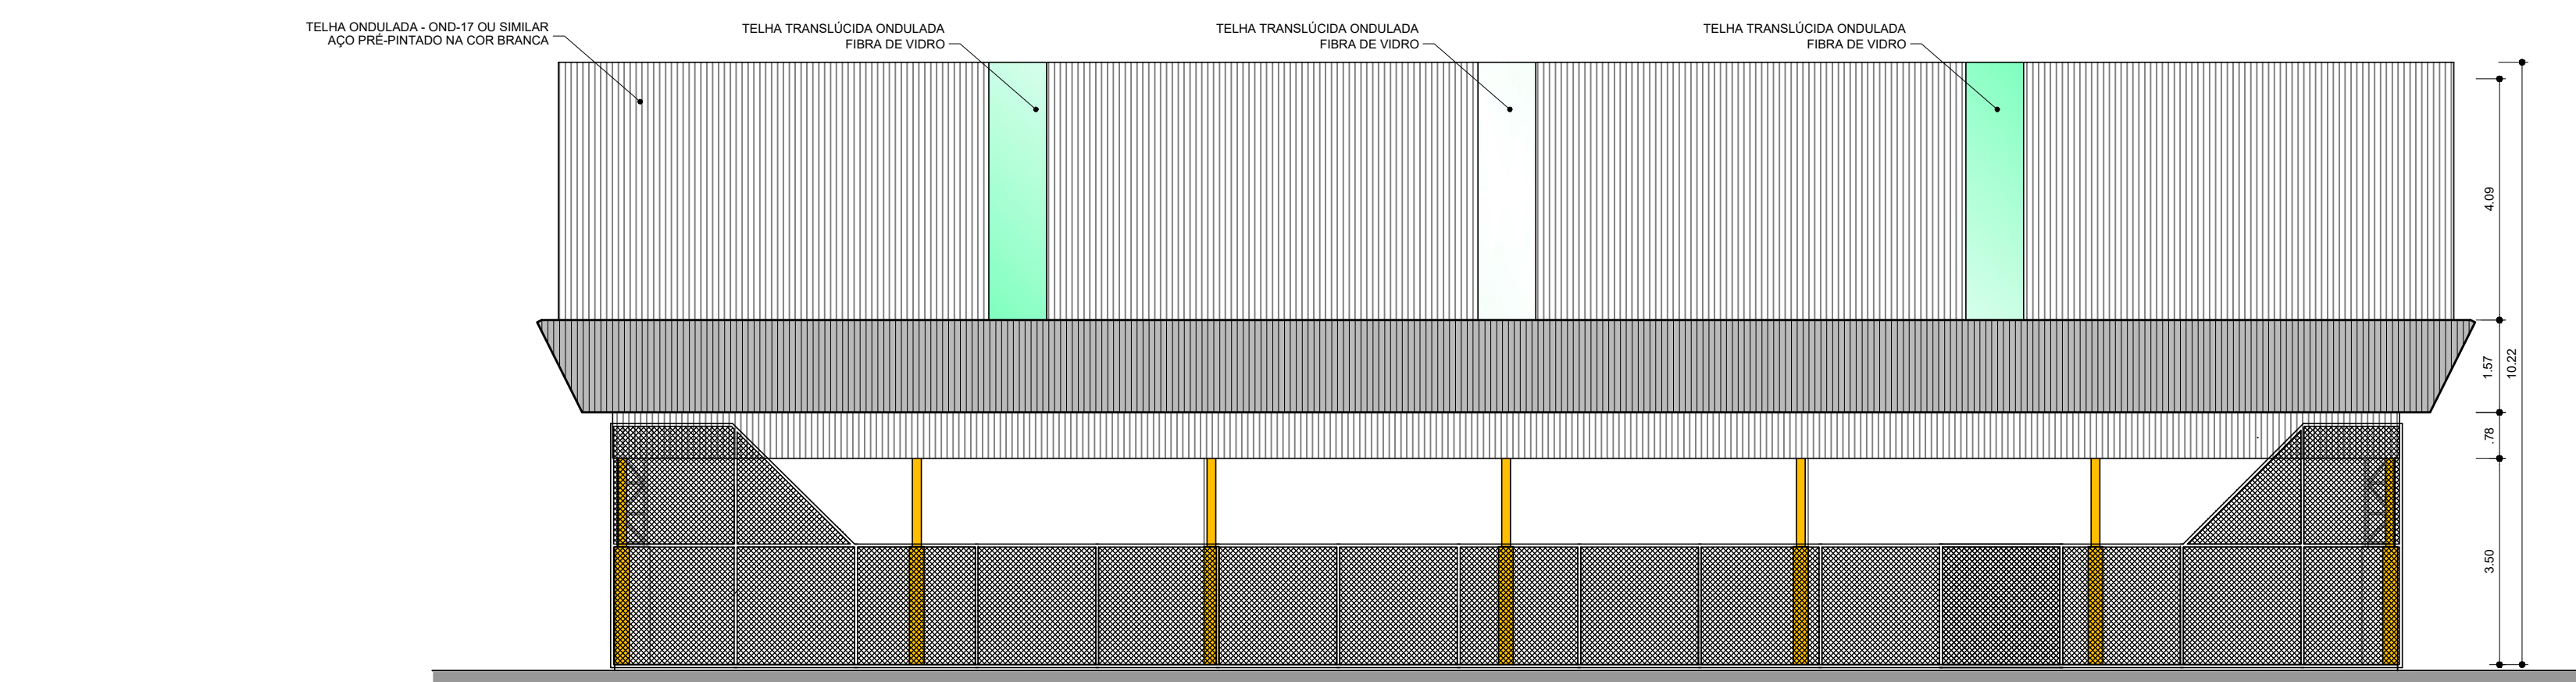 TELHA ONDULADA - OND-17 OU SIMILAR
AÇO PRÉ-PINTADO NA COR BRANCA
TELHA TRANSLÚCIDA ONDULADA
FIBRA DE VIDRO
TELHA TRANSLÚCIDA ONDULADA
FIBRA DE VIDRO
TELHA TRANSLÚCIDA ONDULADA
FIBRA DE VIDRO
4.09
1.57
10.22
.78
3.50